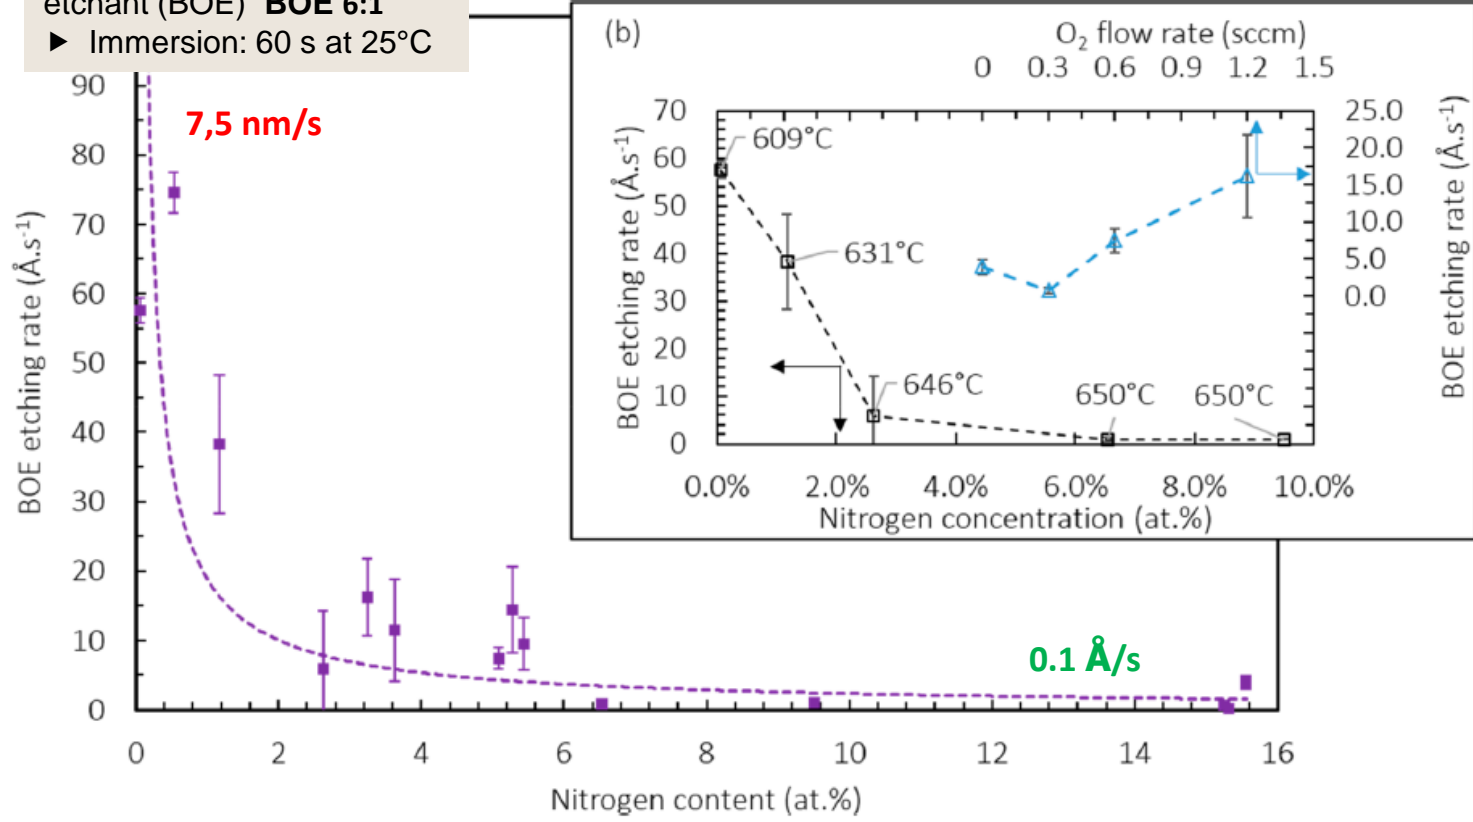 etchant (BOE) BOE 6:1
► Immersion: 60 s at 25°C
7,5 nm/s
90
80
70
60
50
40
30
20
10
0
BOE etching rate (Å.s⁻¹)
0 2 4 6 8 10 12 14 16
Nitrogen content (at.%)
0.1 Å/s
(b)
O₂ flow rate (sccm)
0 0.3 0.6 0.9 1.2 1.5
70
60
50
40
30
20
10
0
BOE etching rate (Å.s⁻¹)
609°C
631°C
646°C
650°C
650°C
25.0
20.0
15.0
10.0
5.0
0.0
BOE etching rate (Å.s⁻¹)
0.0% 2.0% 4.0% 6.0% 8.0% 10.0%
Nitrogen concentration (at.%)